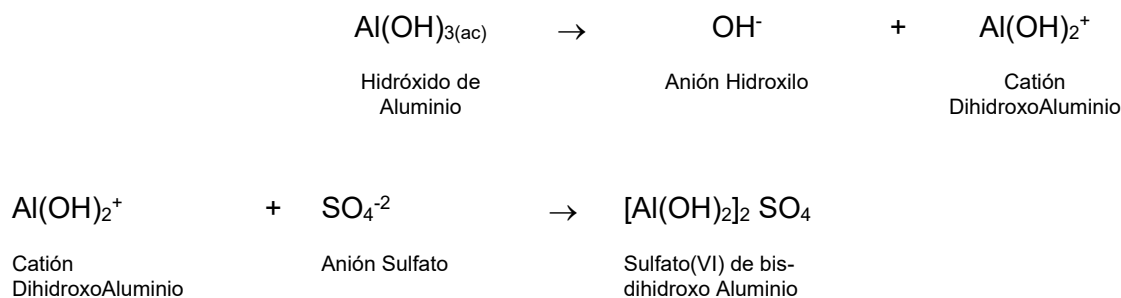 Al(OH)₃₍ac₎ → OH⁻ + Al(OH)₂⁺
Hidróxido de Aluminio Anión Hidroxilo Catión DihidroxoAluminio
Al(OH)₂⁺ + SO₄⁻² → [Al(OH)₂]₂ SO₄
Catión DihidroxoAluminio Anión Sulfato Sulfato(VI) de bis-dihidroxo Aluminio